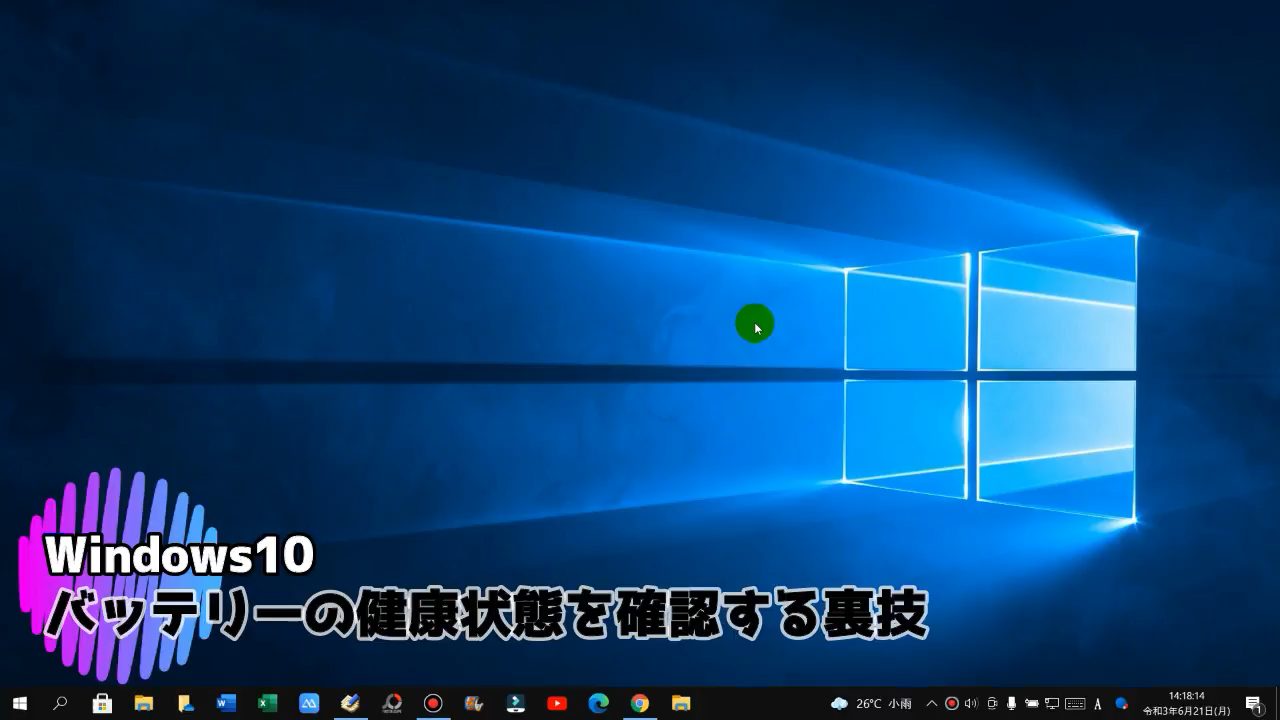 Windows10
バッテリーの健康状態を確認する裏技
26°C 小雨
A
14:18:14
令和3年6月21日(月)
1